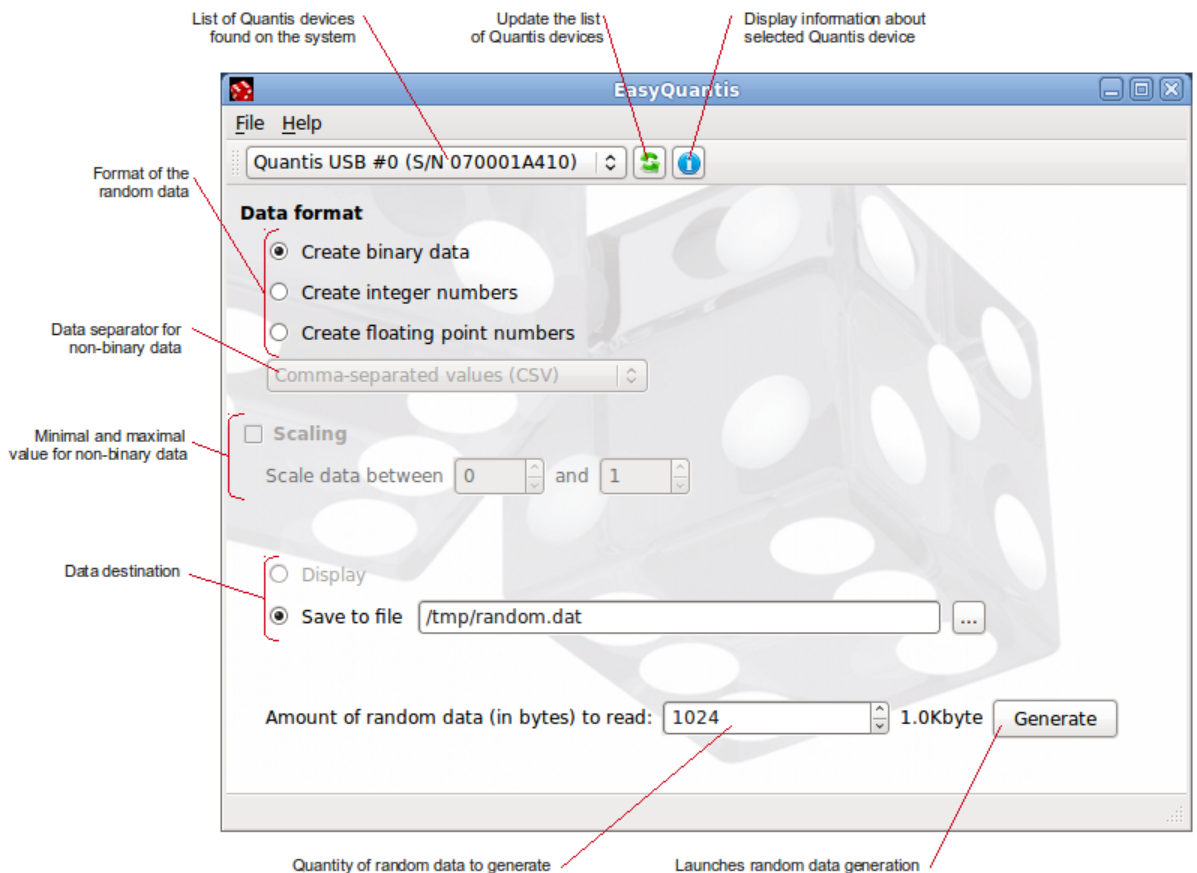 List of Quantis devices
found on the system
Update the list
of Quantis devices
Display information about
selected Quantis device
EasyQuantis
File Help
Quantis USB #0 (S/N 070001A410)
Format of the
random data
Data format
Create binary data
Create integer numbers
Create floating point numbers
Data separator for
non-binary data
Comma-separated values (CSV)
Minimal and maximal
value for non-binary data
Scaling
Scale data between 0 and 1
Data destination
Display
Save to file /tmp/random.dat ...
Amount of random data (in bytes) to read: 1024 1.0Kbyte Generate
Quantity of random data to generate
Launches random data generation